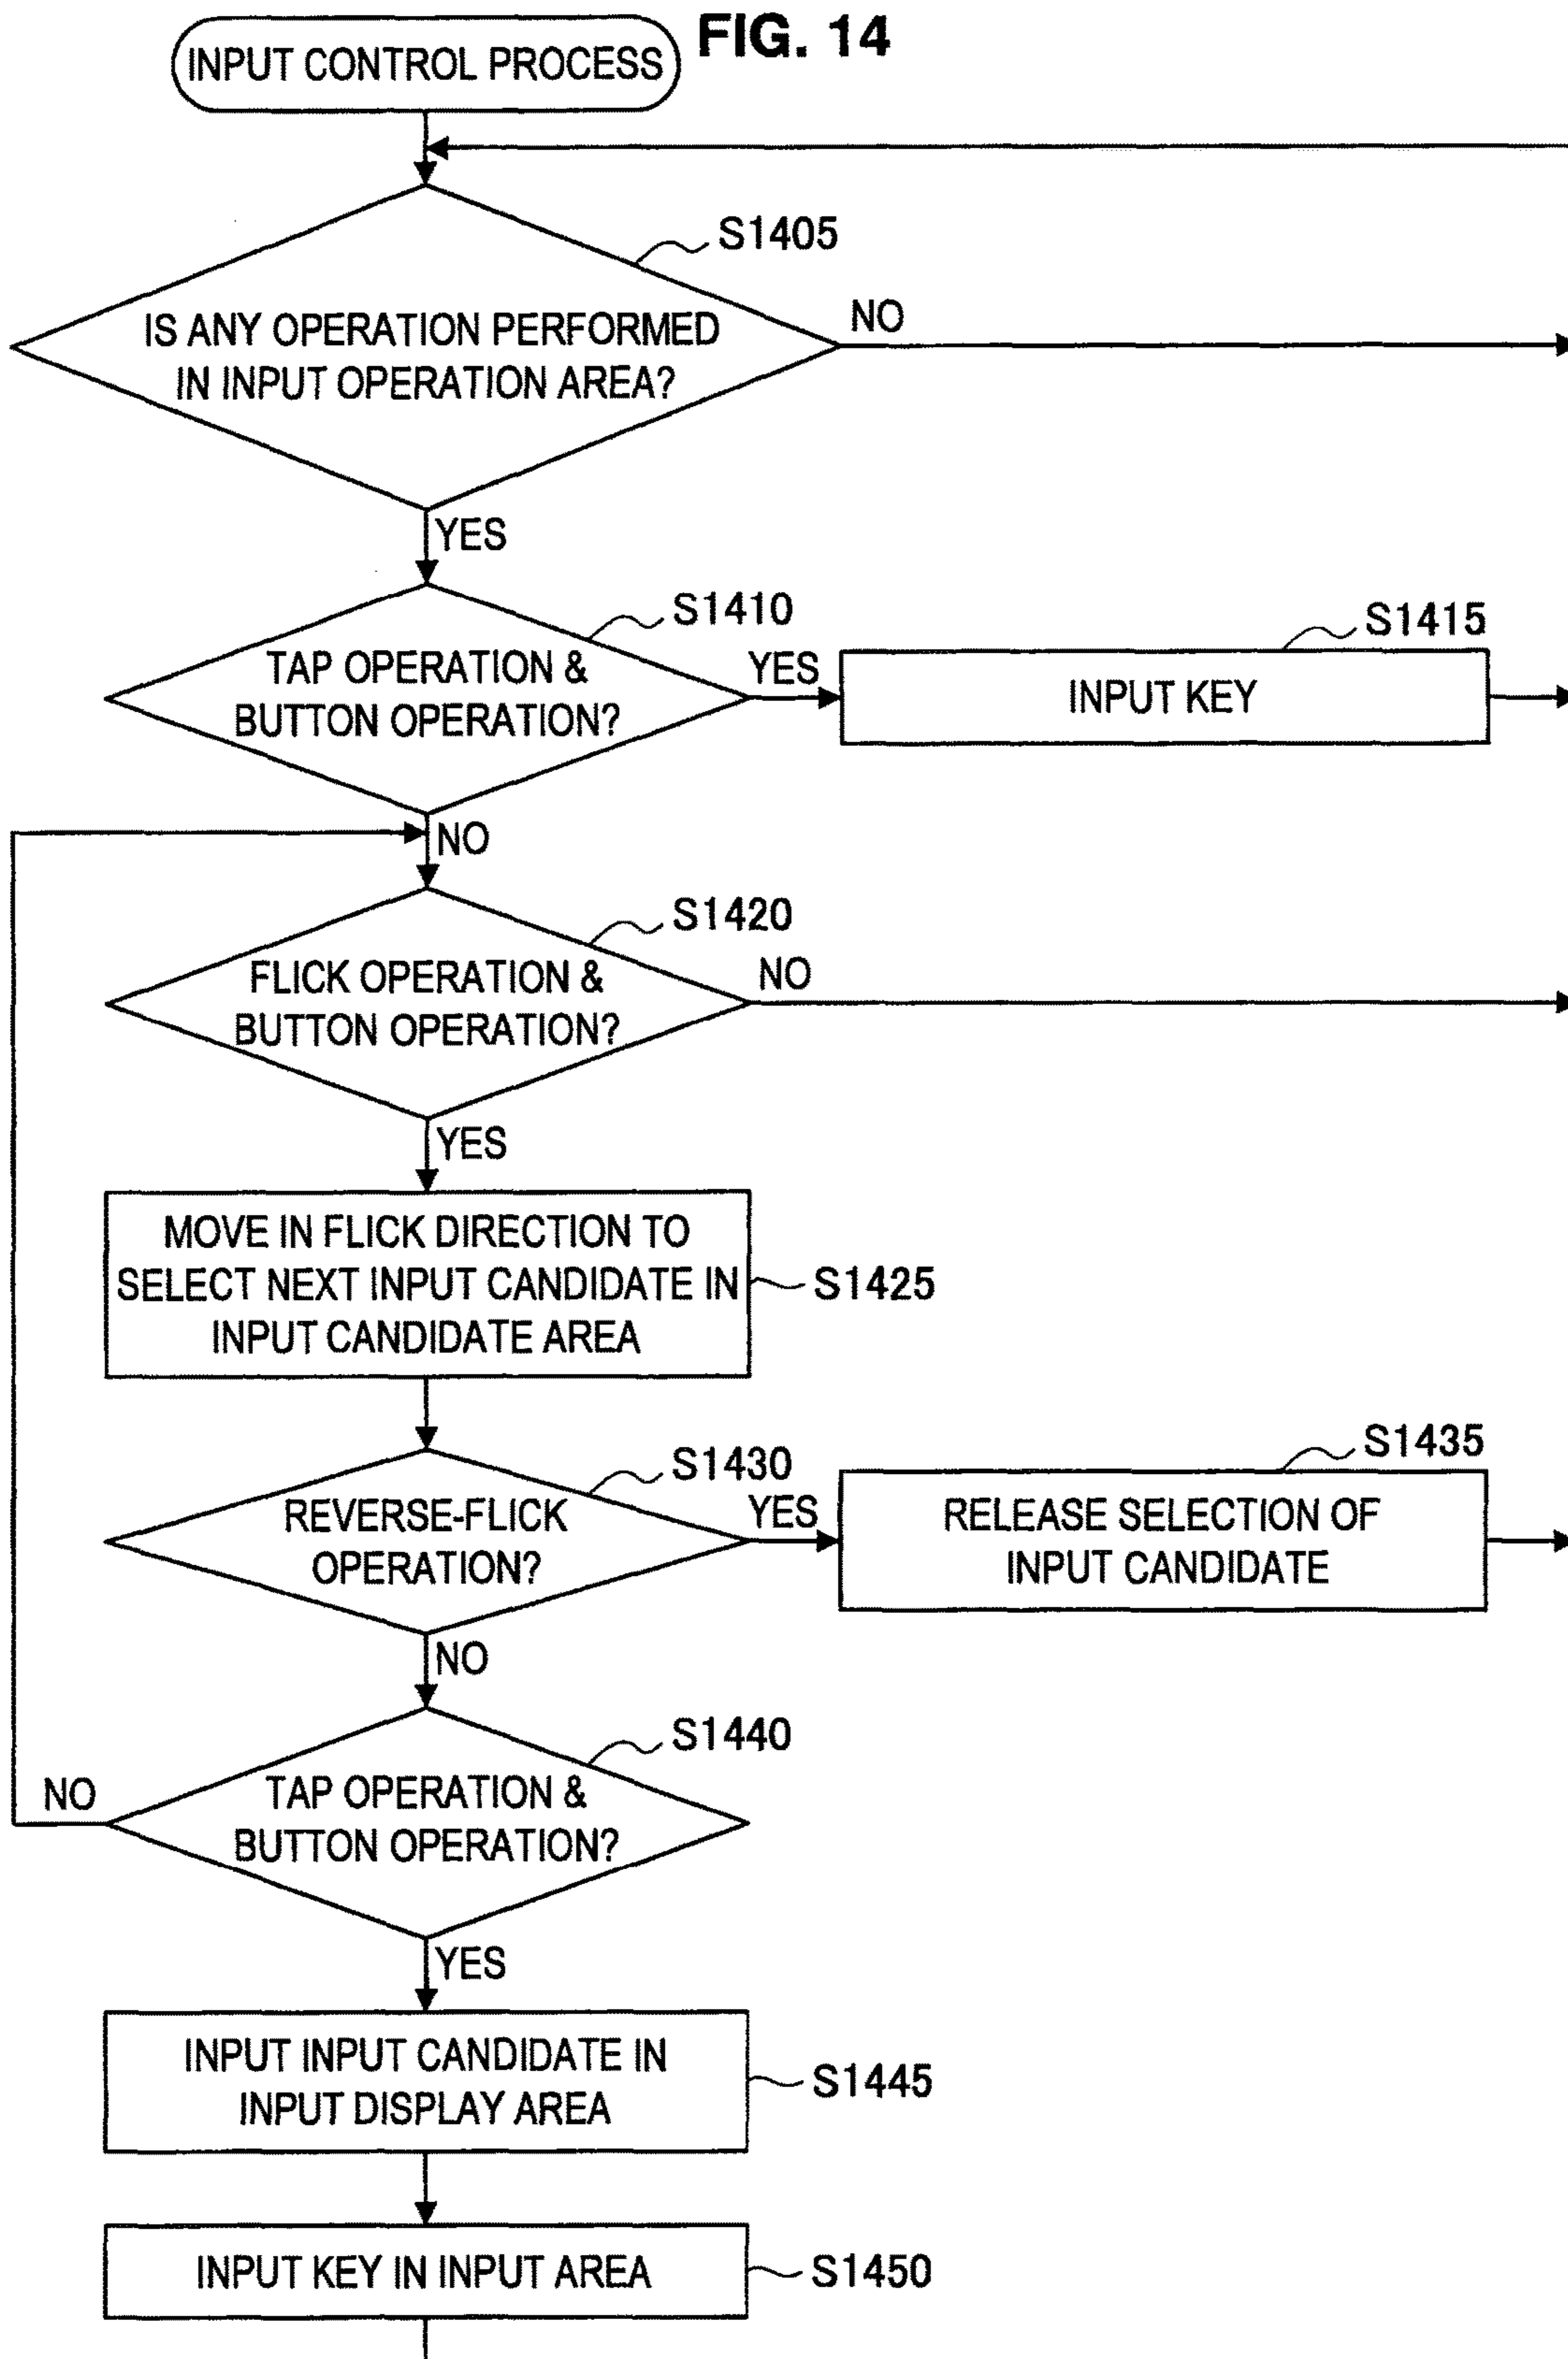 FIG. 14
INPUT CONTROL PROCESS
S1405
IS ANY OPERATION PERFORMED
IN INPUT OPERATION AREA?
NO
YES
S1410
TAP OPERATION &
BUTTON OPERATION?
YES
S1415
INPUT KEY
NO
S1420
FLICK OPERATION &
BUTTON OPERATION?
NO
YES
MOVE IN FLICK DIRECTION TO
SELECT NEXT INPUT CANDIDATE IN
INPUT CANDIDATE AREA
S1425
S1430
REVERSE-FLICK
OPERATION?
YES
S1435
RELEASE SELECTION OF
INPUT CANDIDATE
NO
S1440
TAP OPERATION &
BUTTON OPERATION?
NO
YES
INPUT INPUT CANDIDATE IN
INPUT DISPLAY AREA
S1445
INPUT KEY IN INPUT AREA
S1450